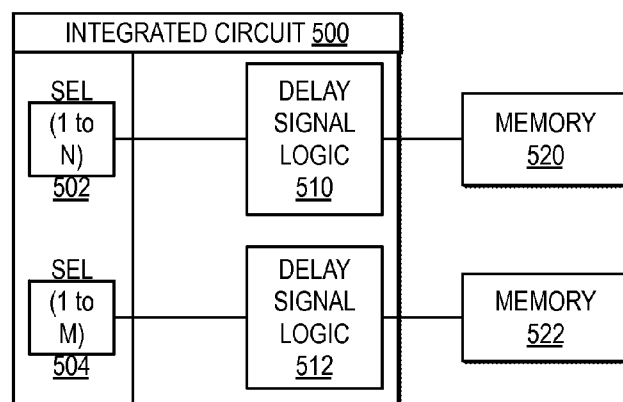 INTEGRATED CIRCUIT 500
SEL
(1 to
N)
502
DELAY
SIGNAL
LOGIC
510
MEMORY
520
SEL
(1 to
M)
504
DELAY
SIGNAL
LOGIC
512
MEMORY
522